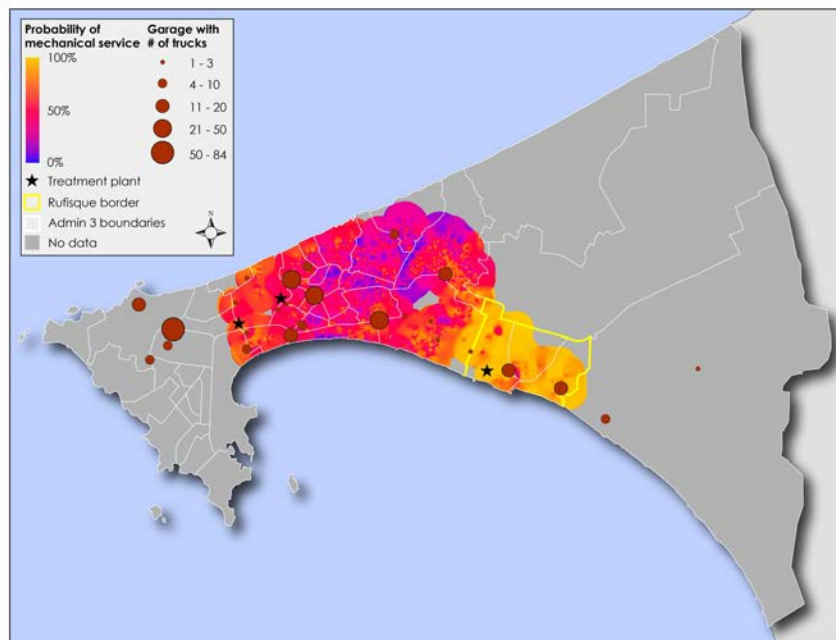 Probability of
mechanical service
100%
50%
0%
Garage with
# of trucks
1 - 3
4 - 10
11 - 20
21 - 50
50 - 84
Treatment plant
Rufisque border
Admin 3 boundaries
No data
N